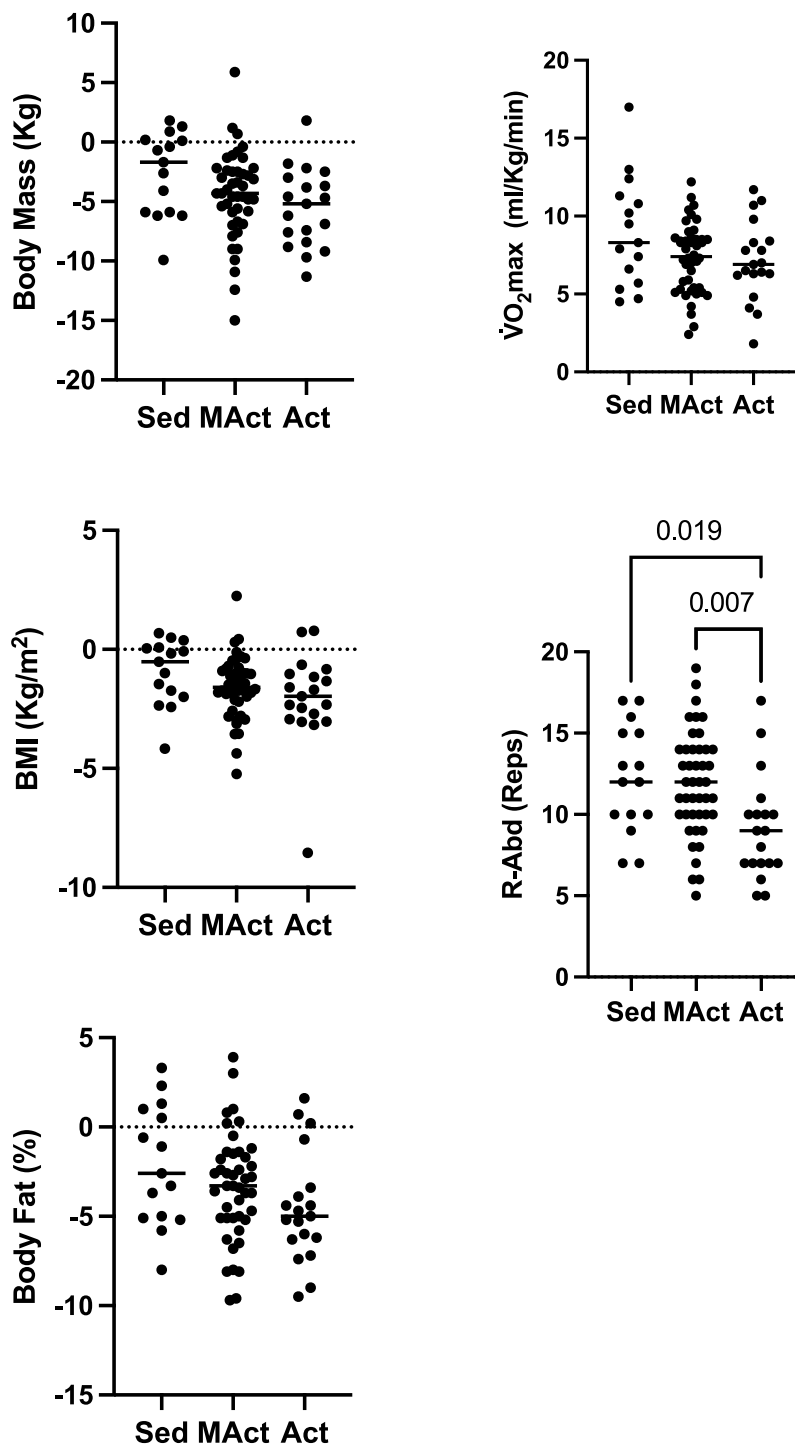 Body Mass (Kg)
10
5
0
-5
-10
-15
-20
Sed MAct Act
V̇O₂max (ml/Kg/min)
20
15
10
5
0
Sed MAct Act
BMI (Kg/m²)
5
0
-5
-10
Sed MAct Act
0.019
0.007
R-Abd (Reps)
20
15
10
5
0
Sed MAct Act
Body Fat (%)
5
0
-5
-10
-15
Sed MAct Act